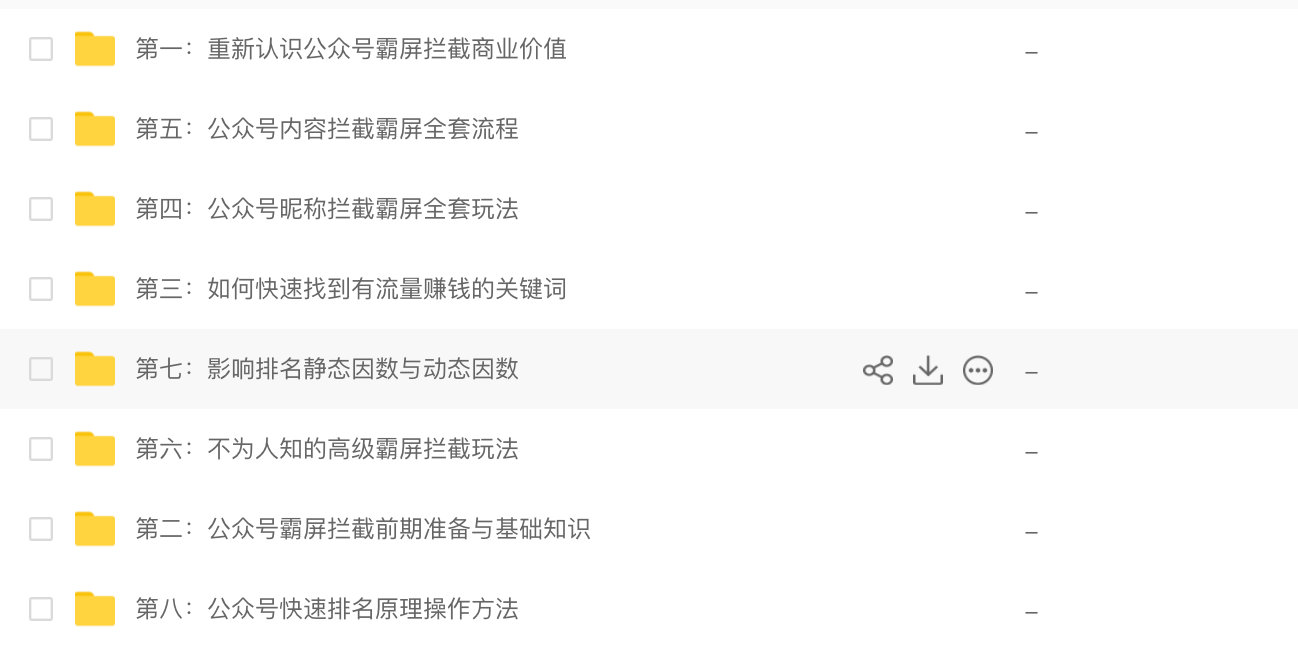 第一：重新认识公众号霸屏拦截商业价值 –
第五：公众号内容拦截霸屏全套流程 –
第四：公众号昵称拦截霸屏全套玩法 –
第三：如何快速找到有流量赚钱的关键词 –
第七：影响排名静态因数与动态因数 –
第六：不为人知的高级霸屏拦截玩法 –
第二：公众号霸屏拦截前期准备与基础知识 –
第八：公众号快速排名原理操作方法 –